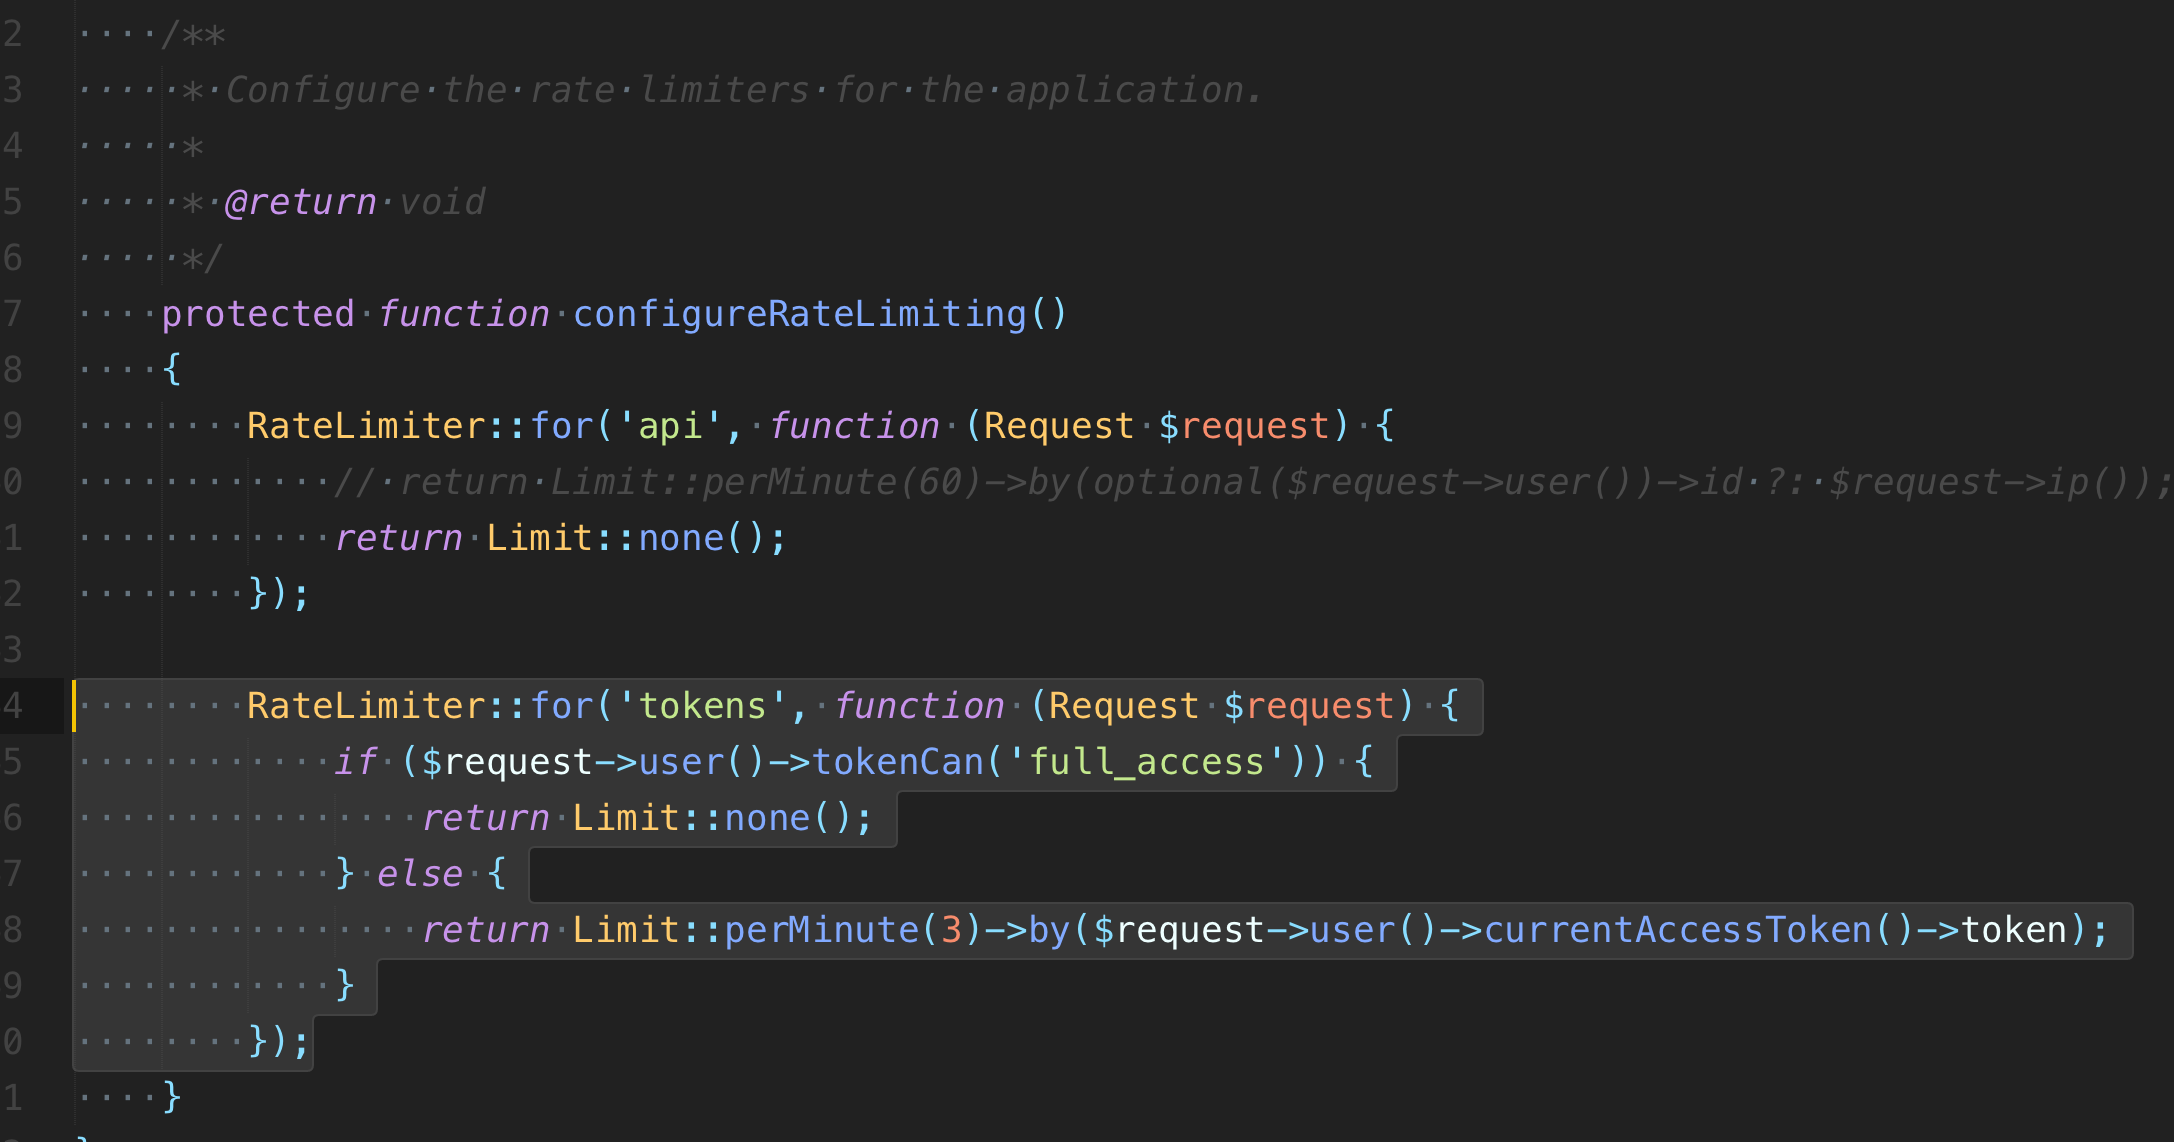 2     /**
3      * Configure the rate limiters for the application.
4      *
5      * @return void
6      */
7     protected function configureRateLimiting()
8     {
9         RateLimiter::for('api', function (Request $request) {
0             // return Limit::perMinute(60)->by(optional($request->user())->id ?: $request->ip());
1             return Limit::none();
2         });
3
4         RateLimiter::for('tokens', function (Request $request) {
5             if ($request->user()->tokenCan('full_access')) {
6                 return Limit::none();
7             } else {
8                 return Limit::perMinute(3)->by($request->user()->currentAccessToken()->token);
9             }
0         });
1     }